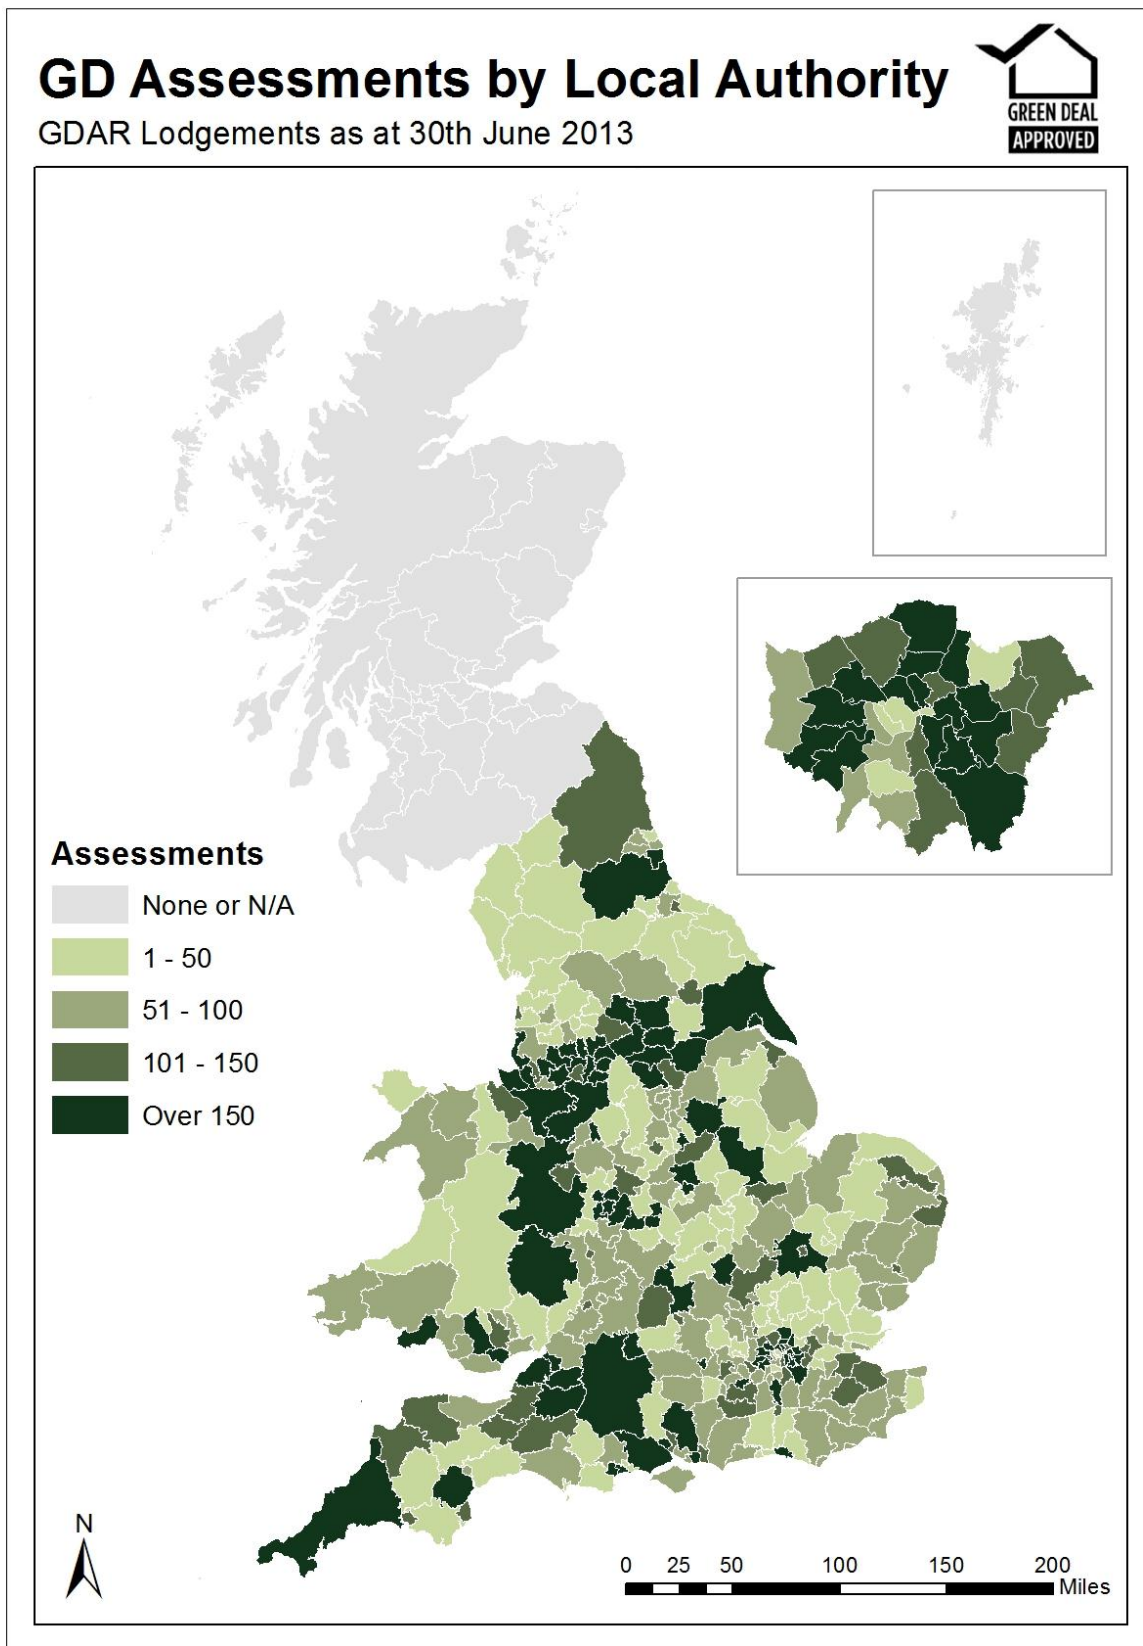 GD Assessments by Local Authority
GDAR Lodgements as at 30th June 2013
GREEN DEAL
APPROVED
Assessments
None or N/A
1 - 50
51 - 100
101 - 150
Over 150
N
0 25 50 100 150 200
Miles